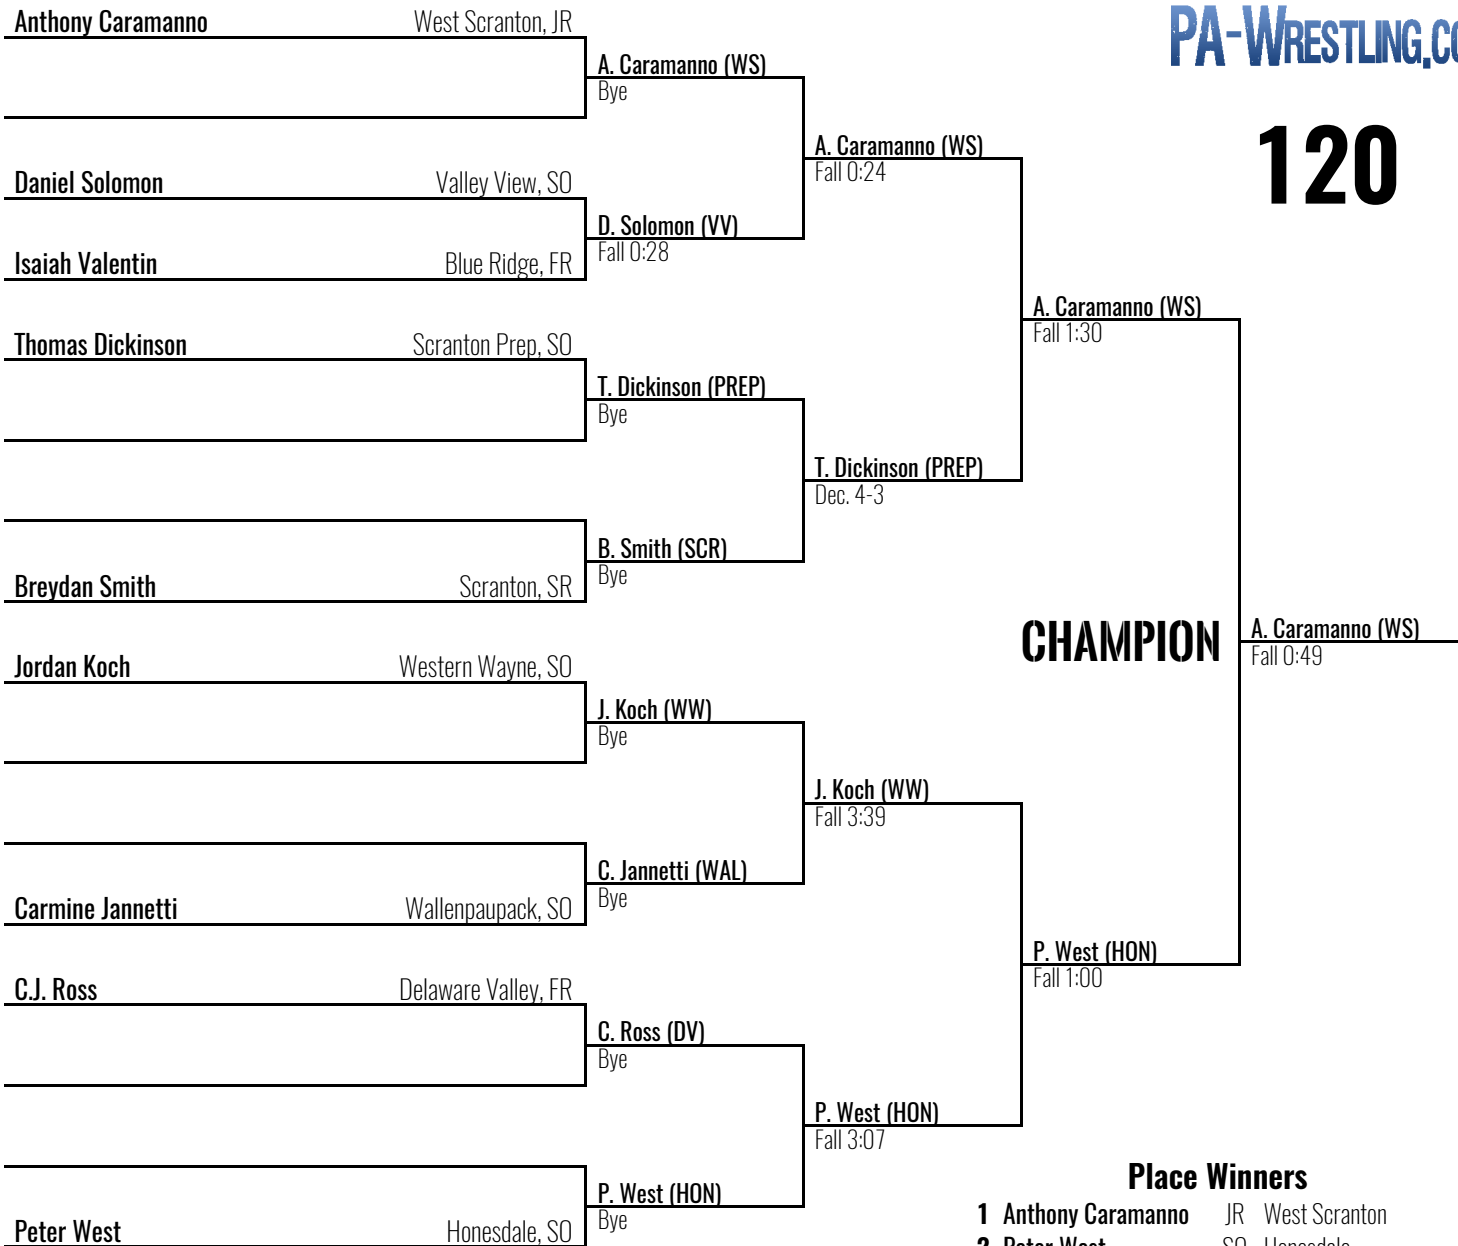 Anthony Caramanno West Scranton, JR
PA-WRESTLING.CO
A. Caramanno (WS)
Bye
120
A. Caramanno (WS)
Fall 0:24
Daniel Solomon Valley View, SO
D. Solomon (VV)
Fall 0:28
Isaiah Valentin Blue Ridge, FR
A. Caramanno (WS)
Fall 1:30
Thomas Dickinson Scranton Prep, SO
T. Dickinson (PREP)
Bye
T. Dickinson (PREP)
Dec. 4-3
B. Smith (SCR)
Bye
Breydan Smith Scranton, SR
CHAMPION
A. Caramanno (WS)
Fall 0:49
Jordan Koch Western Wayne, SO
J. Koch (WW)
Bye
J. Koch (WW)
Fall 3:39
C. Jannetti (WAL)
Bye
Carmine Jannetti Wallenpaupack, SO
P. West (HON)
Fall 1:00
C.J. Ross Delaware Valley, FR
C. Ross (DV)
Bye
P. West (HON)
Fall 3:07
P. West (HON)
Bye
Peter West Honesdale, SO
Place Winners
1 Anthony Caramanno JR West Scranton
2 Peter West SO Honesdale